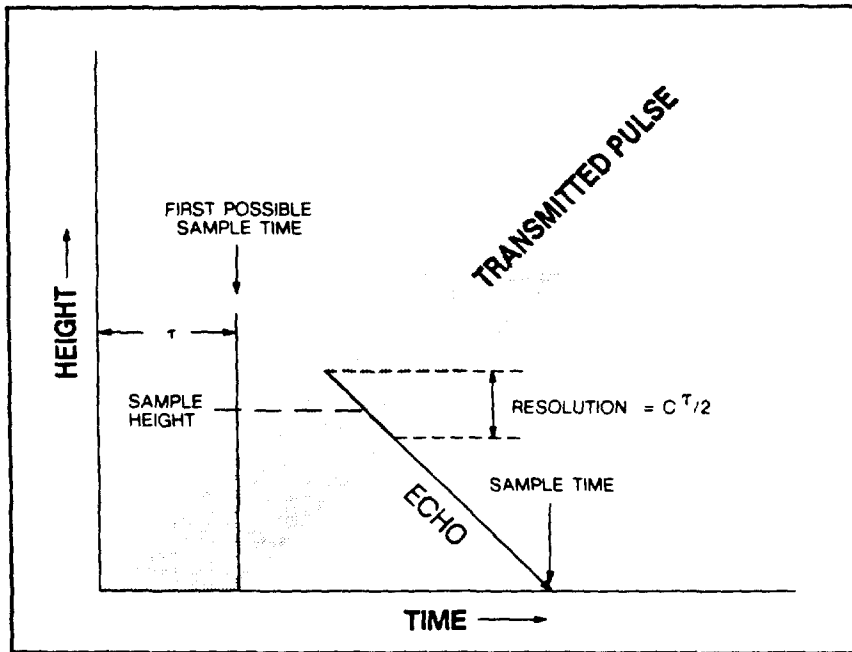 TRANSMITTED PULSE
FIRST POSSIBLE
SAMPLE TIME
HEIGHT
τ
SAMPLE
HEIGHT
RESOLUTION = C τ/2
SAMPLE TIME
ECHO
TIME